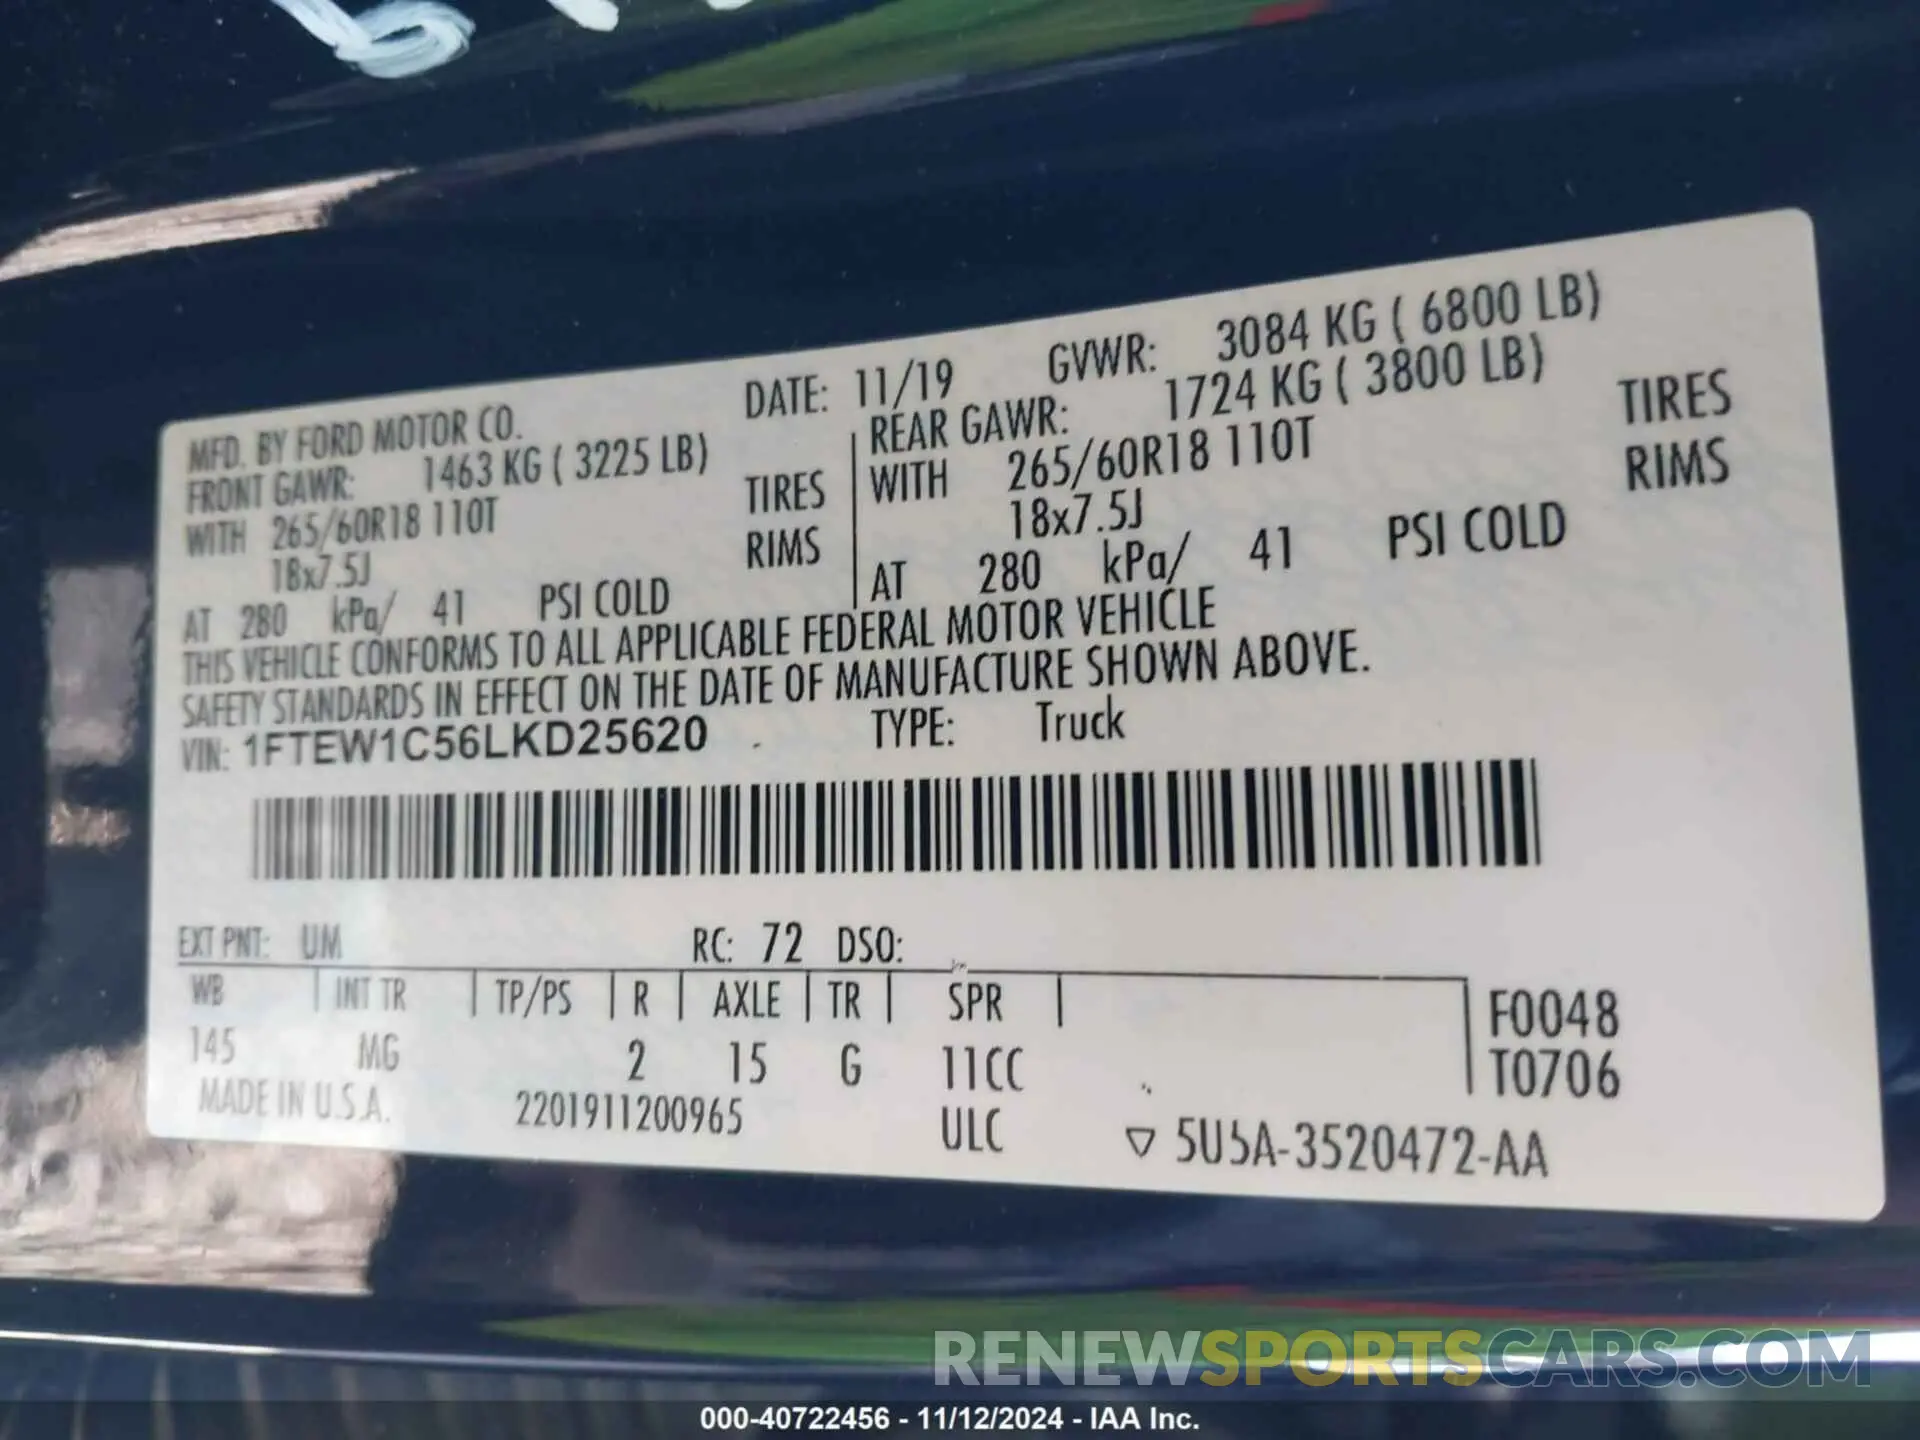 MFD. BY FORD MOTOR CO. DATE: 11/19 GVWR: 3084 KG ( 6800 LB)
FRONT GAWR: 1463 KG ( 3225 LB) REAR GAWR: 1724 KG ( 3800 LB)
WITH 265/60R18 110T TIRES WITH 265/60R18 110T TIRES
18x7.5J RIMS 18x7.5J RIMS
AT 280 kPa/ 41 PSI COLD AT 280 kPa/ 41 PSI COLD
THIS VEHICLE CONFORMS TO ALL APPLICABLE FEDERAL MOTOR VEHICLE
SAFETY STANDARDS IN EFFECT ON THE DATE OF MANUFACTURE SHOWN ABOVE.
VIN: 1FTEW1C56LKD25620 TYPE: Truck
EXT PNT: UM RC: 72 DSO:
WB INT TR TP/PS R AXLE TR SPR F0048
145 MG 2 15 G 11CC T0706
MADE IN U.S.A. 2201911200965 ULC ▽ 5U5A-3520472-AA
RENEWSPORTSCARS.COM
000-40722456 - 11/12/2024 - IAA Inc.